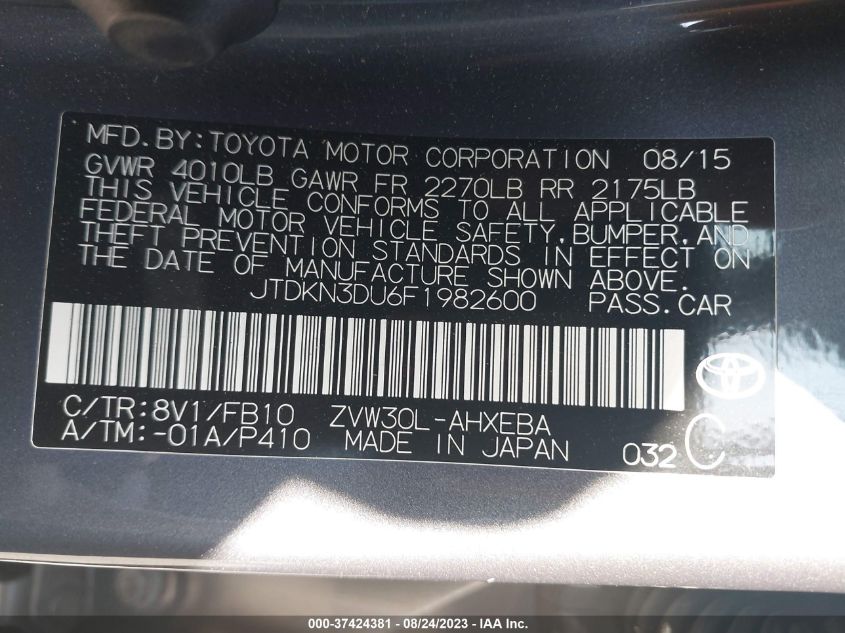 MFD.BY:TOYOTA MOTOR CORPORATION 08/15
GVWR 4010LB GAWR FR 2270LB RR 2175LB
THIS VEHICLE CONFORMS TO ALL APPLICABLE
FEDERAL MOTOR VEHICLE SAFETY,BUMPER,AND
THEFT PREVENTION STANDARDS IN EFFECT ON
THE DATE OF MANUFACTURE SHOWN ABOVE.
JTDKN3DU6F1982600 PASS.CAR
C/TR:8V1/FB10 ZVW30L-AHXEBA
A/TM:-01A/P410 MADE IN JAPAN 032 C
000-37424381 - 08/24/2023 - IAA Inc.